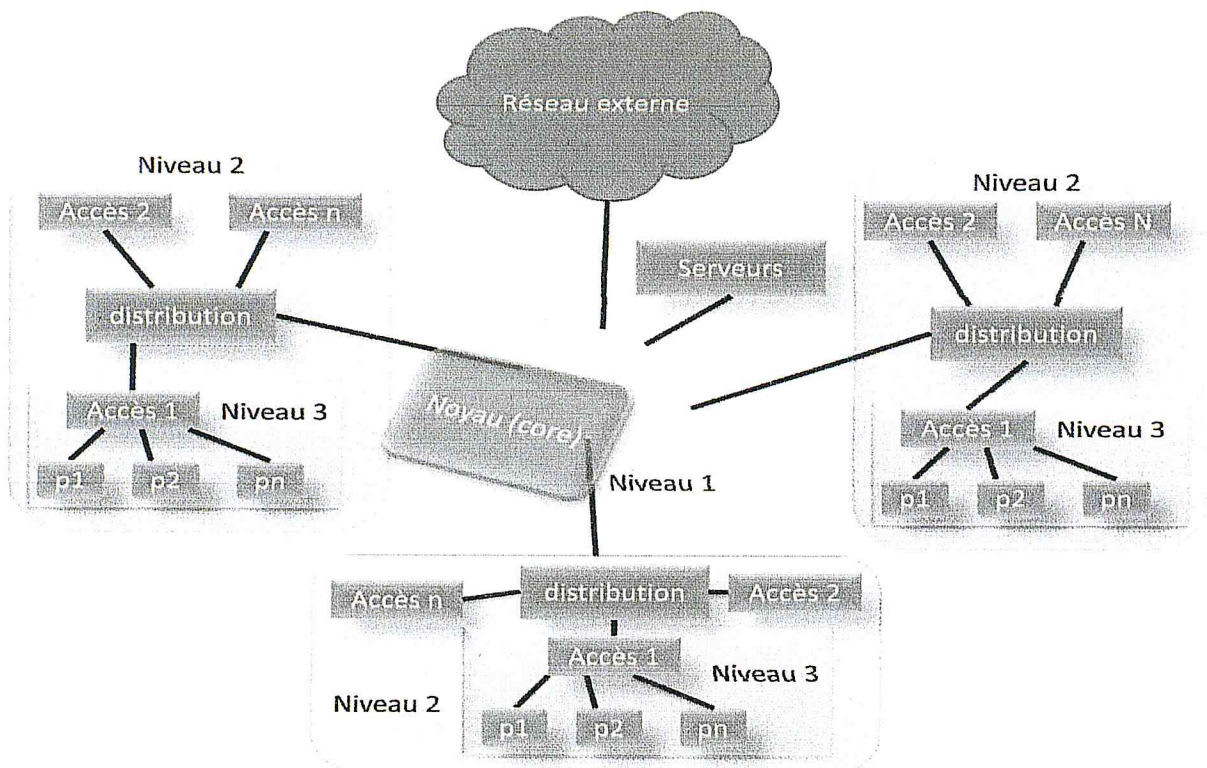 Réseau externe
Niveau 2
Accès 2
Accès n
distribution
Accès 1
Niveau 3
p1
p2
pn
Serveurs
Noyau (core)
Niveau 1
Niveau 2
Accès 2
Accès N
distribution
Accès 1
Niveau 3
p1
p2
pn
Accès n
distribution
Accès 2
Accès 1
Niveau 3
Niveau 2
p1
p2
pn